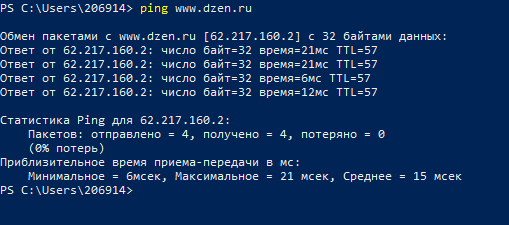 PS C:\Users\206914> ping www.dzen.ru
Обмен пакетами с www.dzen.ru [62.217.160.2] с 32 байтами данных:
Ответ от 62.217.160.2: число байт=32 время=21мс TTL=57
Ответ от 62.217.160.2: число байт=32 время=21мс TTL=57
Ответ от 62.217.160.2: число байт=32 время=6мс TTL=57
Ответ от 62.217.160.2: число байт=32 время=12мс TTL=57
Статистика Ping для 62.217.160.2:
Пакетов: отправлено = 4, получено = 4, потеряно = 0
(0% потерь)
Приблизительное время приема-передачи в мс:
Минимальное = 6мсек, Максимальное = 21 мсек, Среднее = 15 мсек
PS C:\Users\206914>